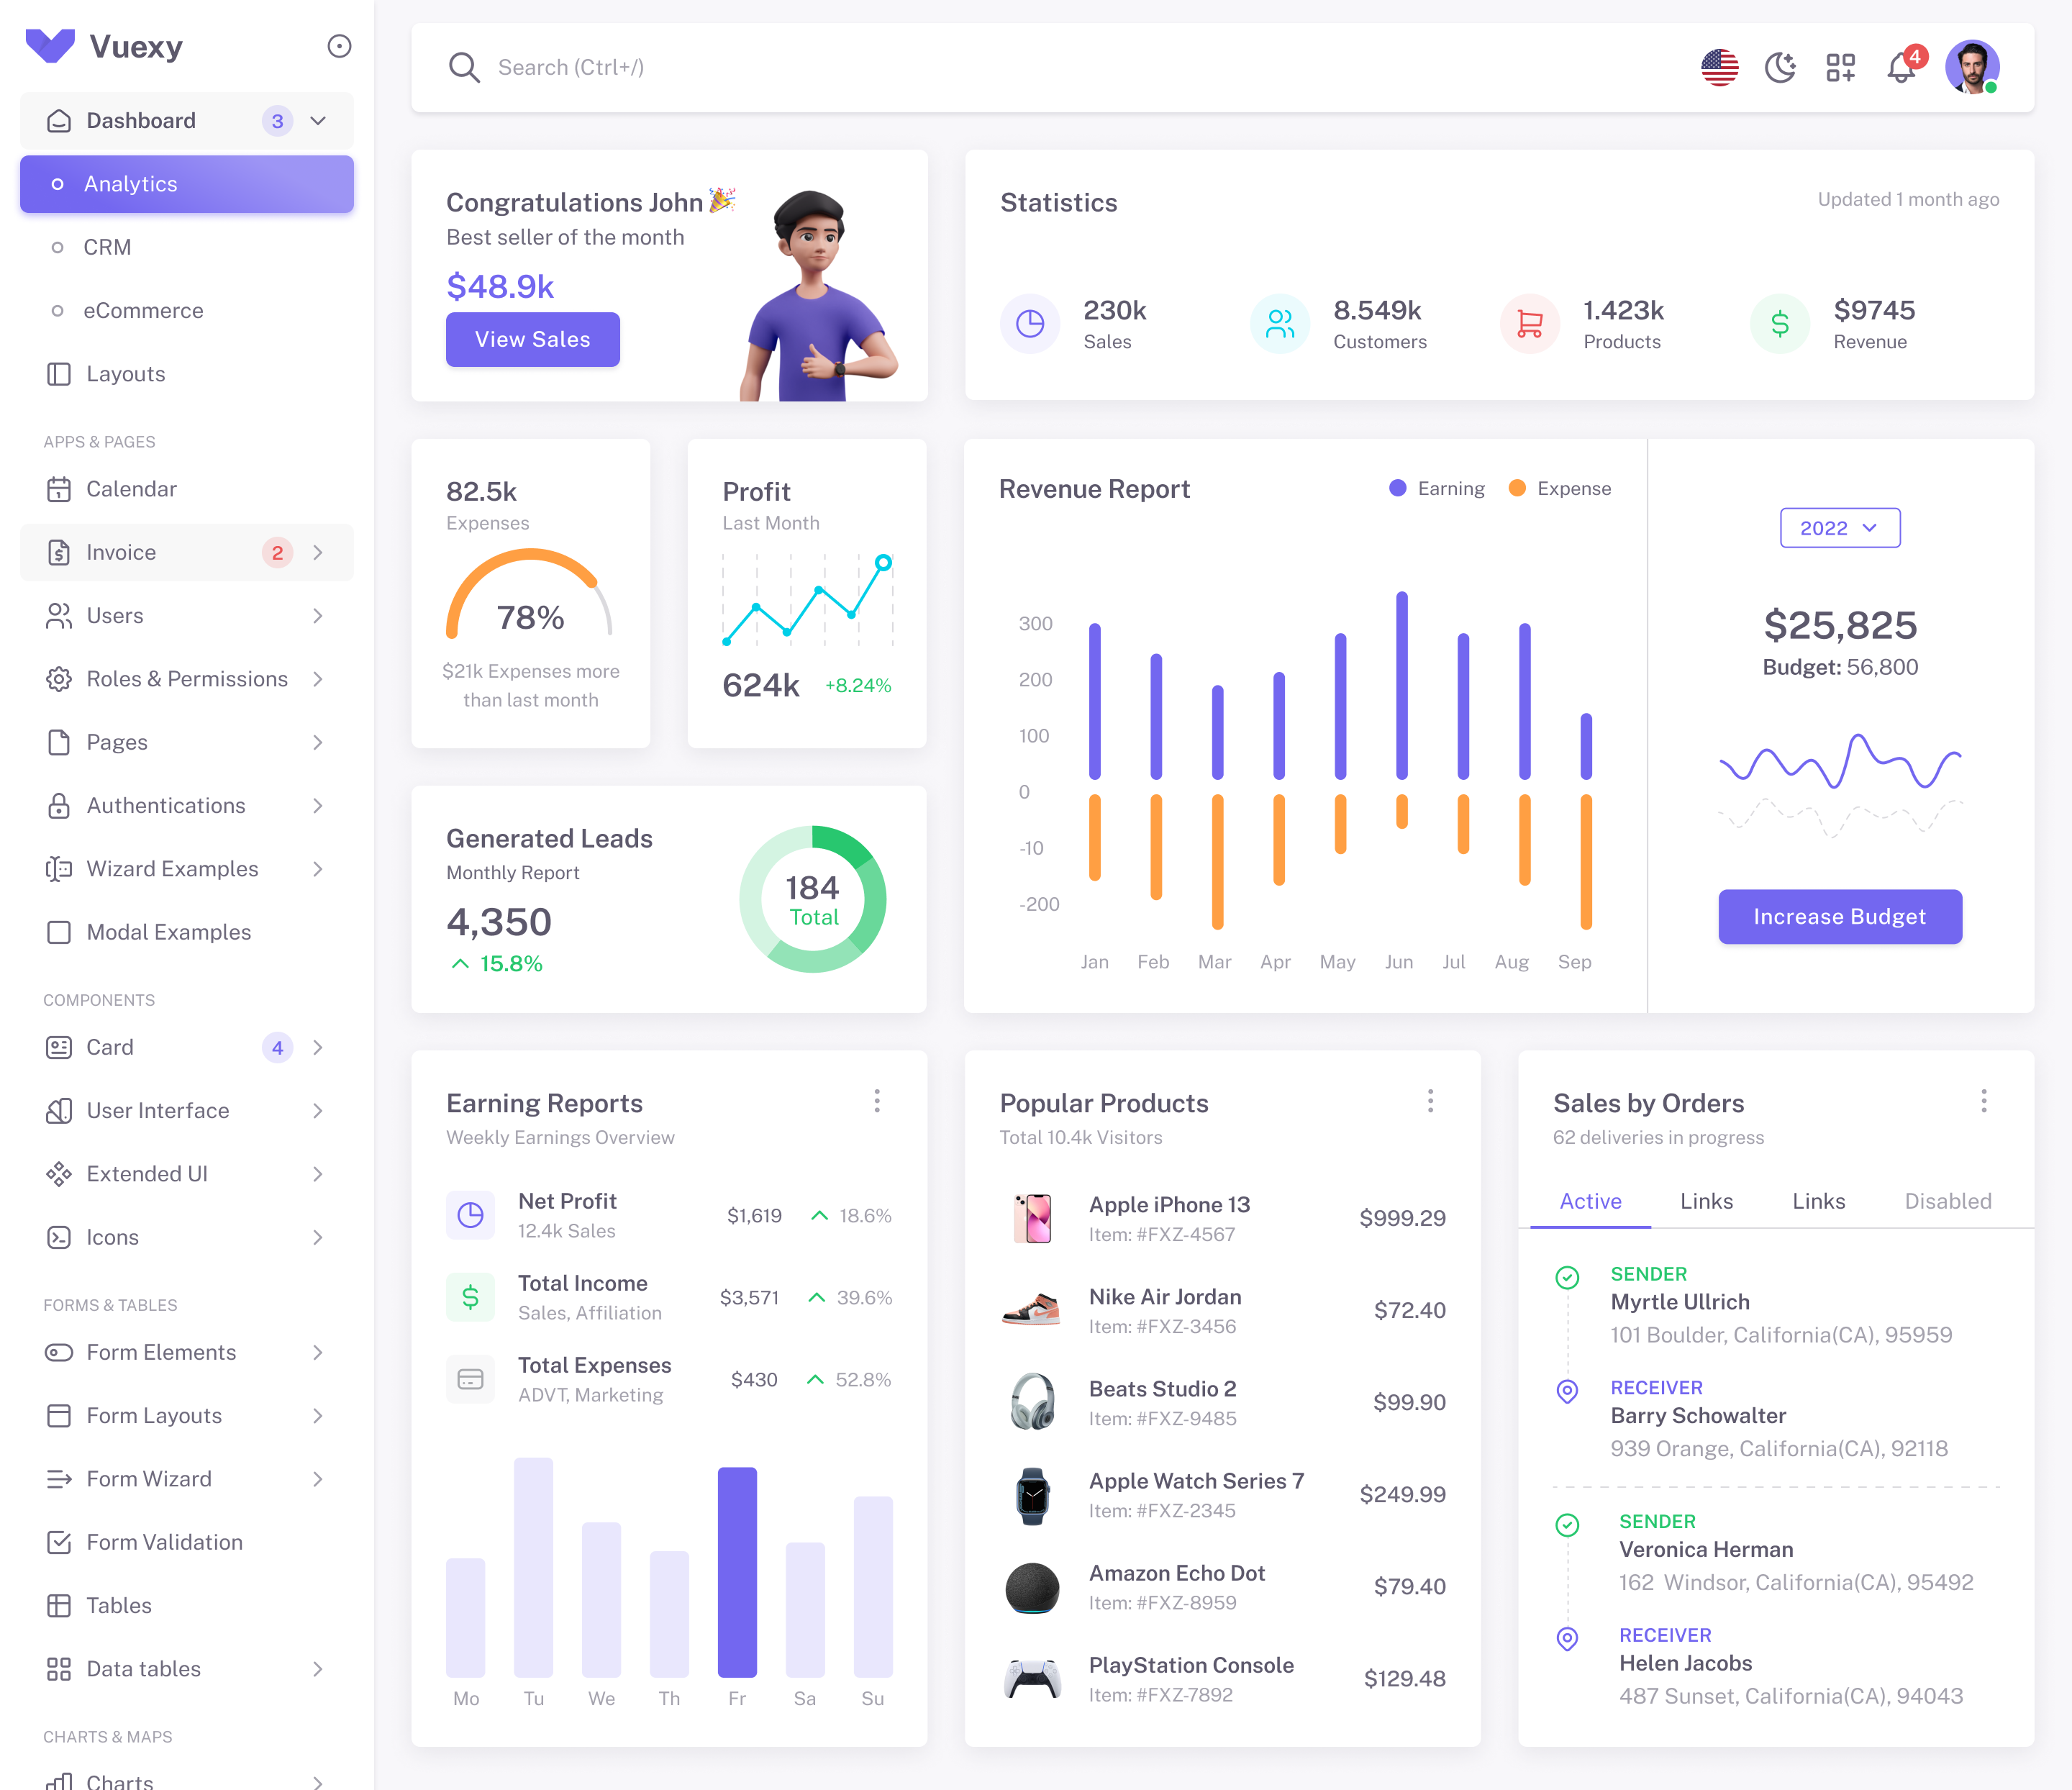 Vuexy
Dashboard 3
Analytics
CRM
eCommerce
Layouts
APPS & PAGES
Calendar
Invoice 2
Users
Roles & Permissions
Pages
Authentications
Wizard Examples
Modal Examples
COMPONENTS
Card 4
User Interface
Extended UI
Icons
FORMS & TABLES
Form Elements
Form Layouts
Form Wizard
Form Validation
Tables
Data tables
CHARTS & MAPS
Charts
Search (Ctrl+/)
4
Congratulations John🎉
Best seller of the month
$48.9k
View Sales
Statistics
Updated 1 month ago
230k
Sales
8.549k
Customers
1.423k
Products
$9745
Revenue
82.5k
Expenses
78%
$21k Expenses more
than last month
Profit
Last Month
624k +8.24%
Generated Leads
Monthly Report
4,350
15.8%
184
Total
Revenue Report
Earning Expense
300
200
100
0
-10
-200
Jan Feb Mar Apr May Jun Jul Aug Sep
2022
$25,825
Budget: 56,800
Increase Budget
Earning Reports
Weekly Earnings Overview
Net Profit
12.4k Sales
$1,619 18.6%
Total Income
Sales, Affiliation
$3,571 39.6%
Total Expenses
ADVT, Marketing
$430 52.8%
Mo Tu We Th Fr Sa Su
Popular Products
Total 10.4k Visitors
Apple iPhone 13
Item: #FXZ-4567
$999.29
Nike Air Jordan
Item: #FXZ-3456
$72.40
Beats Studio 2
Item: #FXZ-9485
$99.90
Apple Watch Series 7
Item: #FXZ-2345
$249.99
Amazon Echo Dot
Item: #FXZ-8959
$79.40
PlayStation Console
Item: #FXZ-7892
$129.48
Sales by Orders
62 deliveries in progress
Active Links Links Disabled
SENDER
Myrtle Ullrich
101 Boulder, California(CA), 95959
RECEIVER
Barry Schowalter
939 Orange, California(CA), 92118
SENDER
Veronica Herman
162  Windsor, California(CA), 95492
RECEIVER
Helen Jacobs
487 Sunset, California(CA), 94043